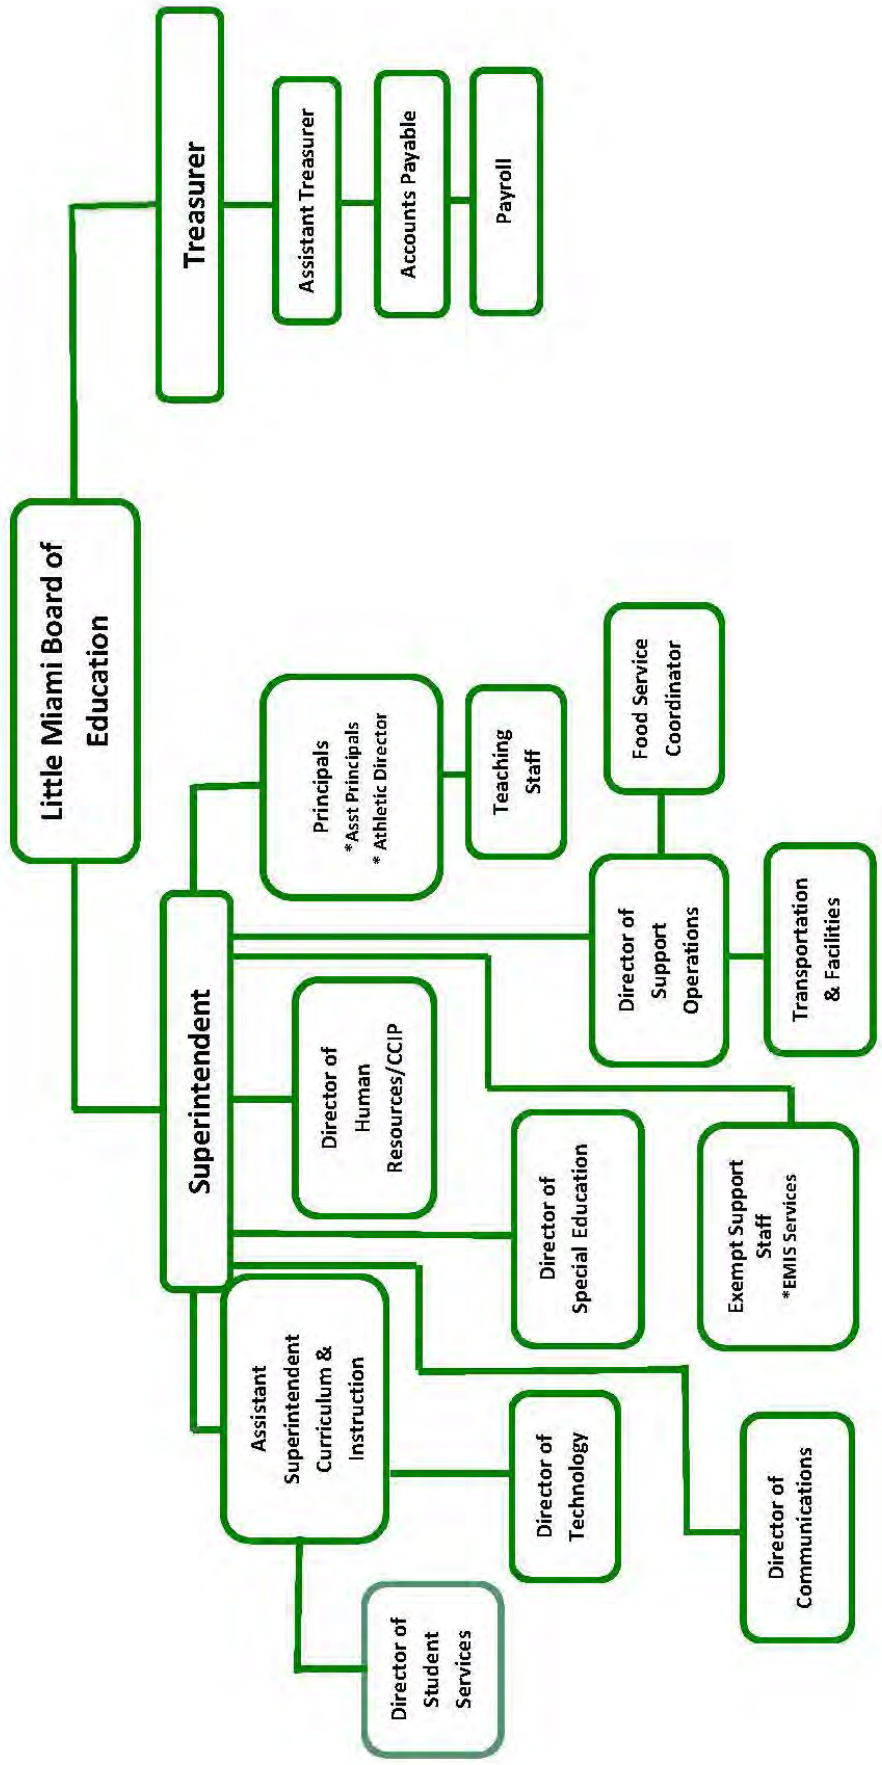 Little Miami Board of
Education
Superintendent
Treasurer
Assistant
Superintendent
Curriculum &
Instruction
Director of
Human
Resources/CCIP
Principals
*Asst Principals
* Athletic Director
Assistant Treasurer
Accounts Payable
Payroll
Director of
Student
Services
Director of
Technology
Director of
Special Education
Teaching
Staff
Director of
Support
Operations
Food Service
Coordinator
Director of
Communications
Exempt Support
Staff
*EMIS Services
Transportation
& Facilities